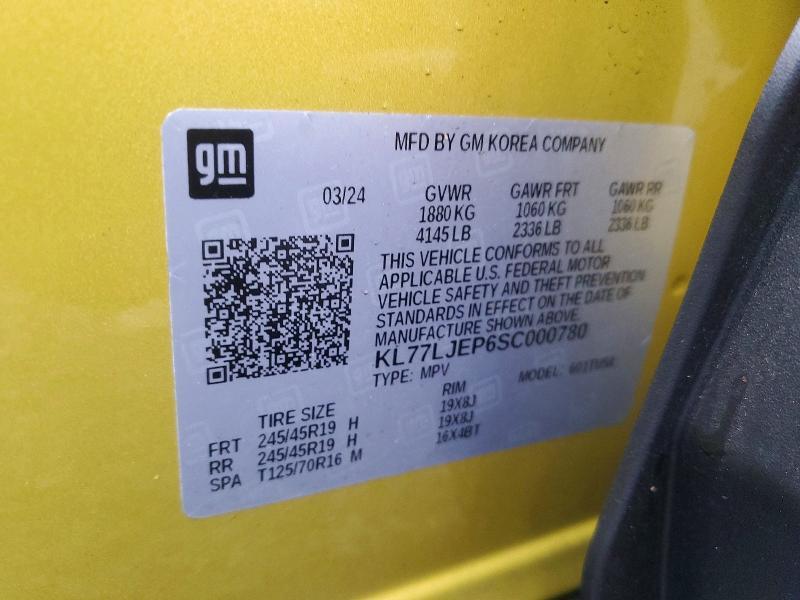 gm
MFD BY GM KOREA COMPANY
03/24
GVWR GAWR FRT GAWR RR
1880 KG 1060 KG 1060 KG
4145 LB 2336 LB 2336 LB
THIS VEHICLE CONFORMS TO ALL
APPLICABLE U.S. FEDERAL MOTOR
VEHICLE SAFETY AND THEFT PREVENTION
STANDARDS IN EFFECT ON THE DATE OF
MANUFACTURE SHOWN ABOVE.
KL77LJEP6SC000780
TYPE: MPV MODEL:
TIRE SIZE RIM
FRT 245/45R19 H 19X8J
RR 245/45R19 H 19X8J
SPA T125/70R16 M 16X4BT